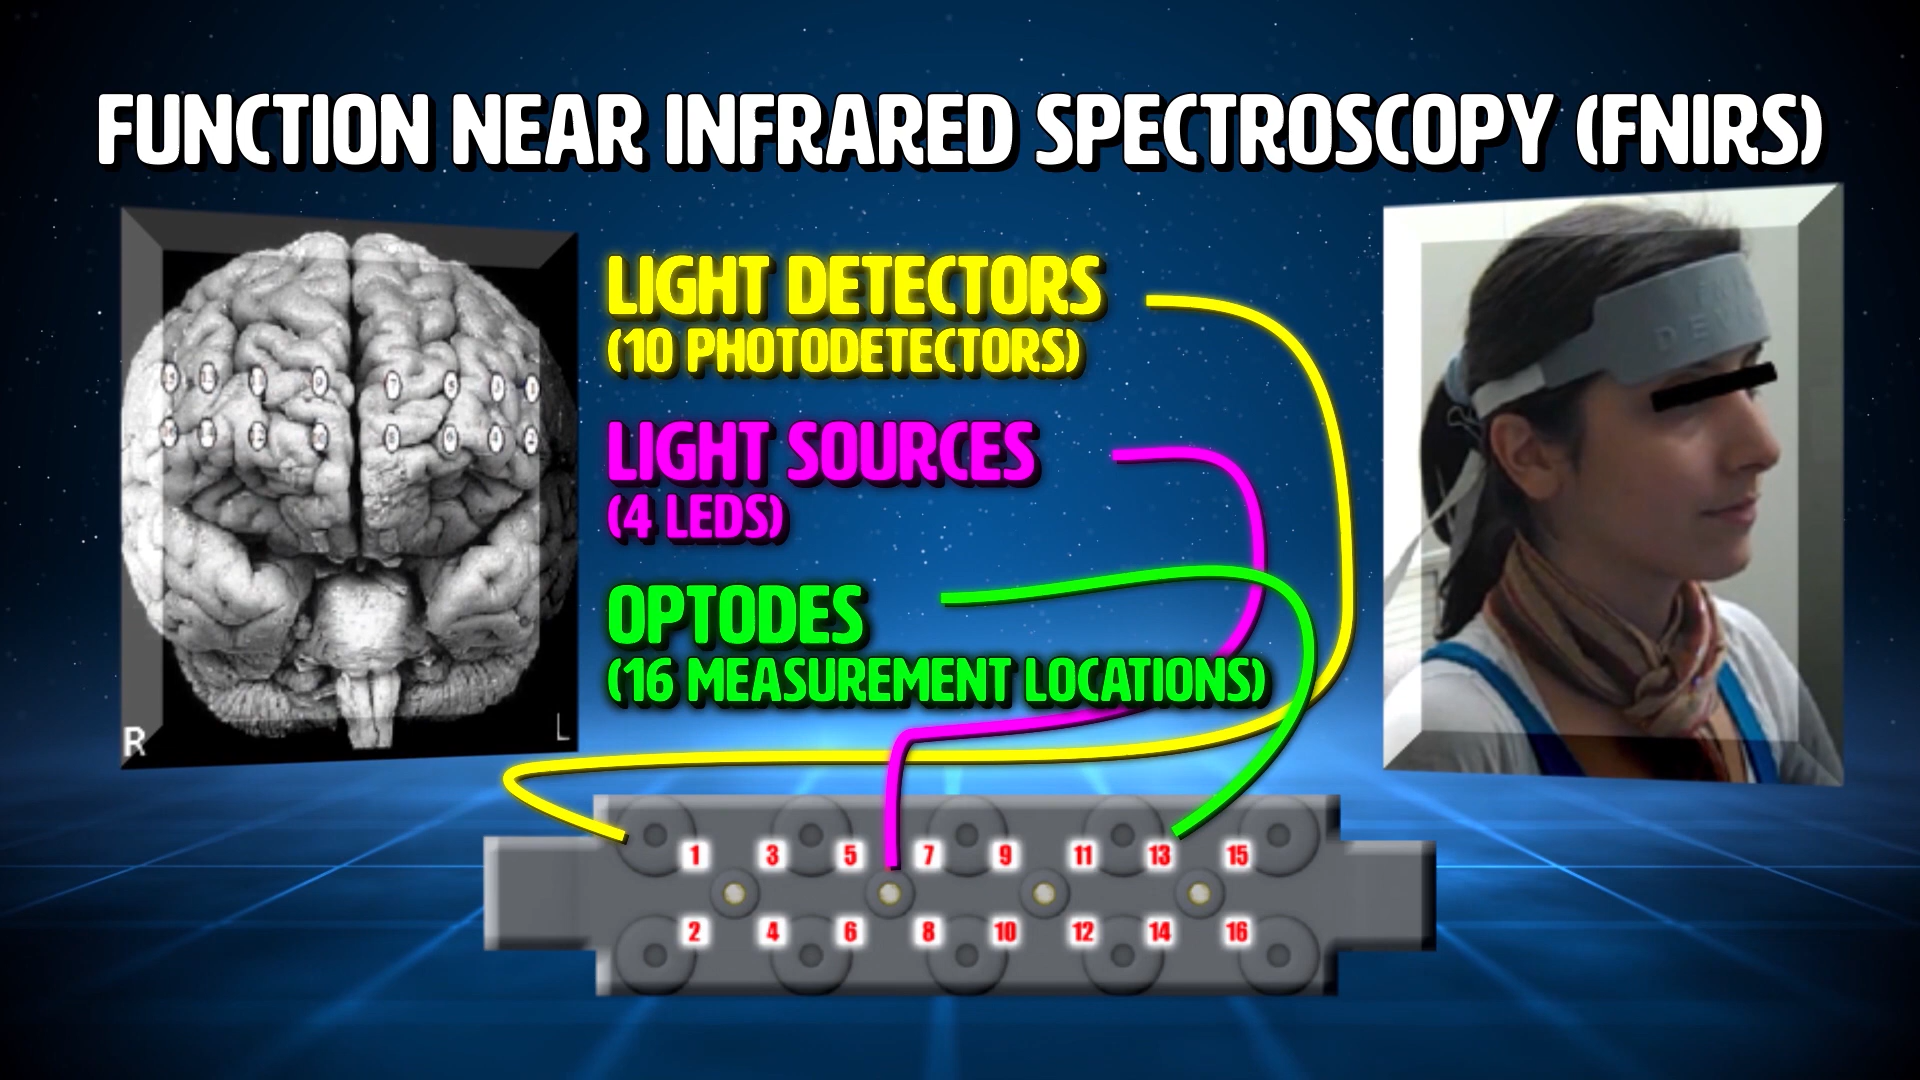 FUNCTION NEAR INFRARED SPECTROSCOPY (FNIRS)
LIGHT DETECTORS
(10 PHOTODETECTORS)
LIGHT SOURCES
(4 LEDS)
OPTODES
(16 MEASUREMENT LOCATIONS)
R
L
1 3 5 7 9 11 13 15
2 4 6 8 10 12 14 16